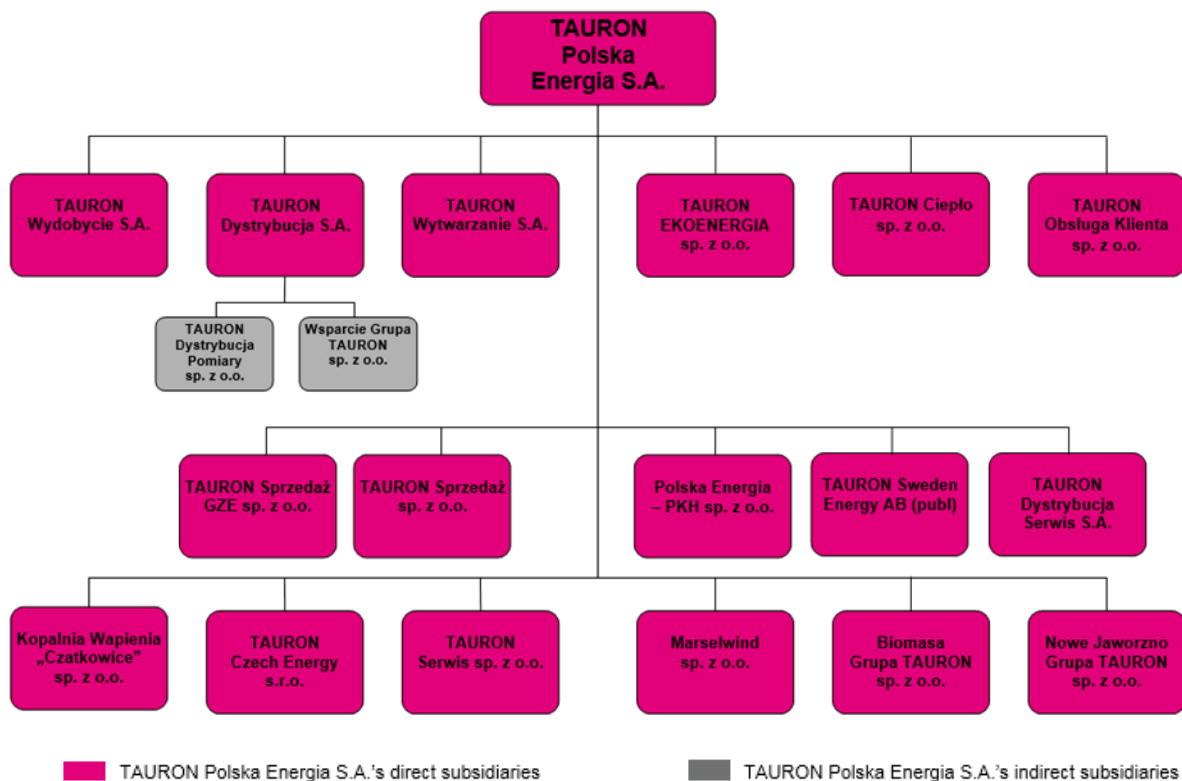 TAURON
Polska
Energia S.A.
TAURON
Wydobycie S.A.
TAURON
Dystrybucja S.A.
TAURON
Wytwarzanie S.A.
TAURON
EKOENERGIA
sp. z o.o.
TAURON Ciepło
sp. z o.o.
TAURON
Obsługa Klienta
sp. z o.o.
TAURON
Dystrybucja
Pomiary
sp. z o.o.
Wsparcie Grupa
TAURON
sp. z o.o.
TAURON Sprzedaż
GZE sp. z o.o.
TAURON Sprzedaż
sp. z o.o.
Polska Energia
– PKH sp. z o.o.
TAURON Sweden
Energy AB (publ)
TAURON
Dystrybucja
Serwis S.A.
Kopalnia Wapienia
„Czatkowice”
sp. z o.o.
TAURON
Czech Energy
s.r.o.
TAURON
Serwis sp. z o.o.
Marselwind
sp. z o.o.
Biomasa
Grupa TAURON
sp. z o.o.
Nowe Jaworzno
Grupa TAURON
sp. z o.o.
TAURON Polska Energia S.A.'s direct subsidiaries
TAURON Polska Energia S.A.'s indirect subsidiaries